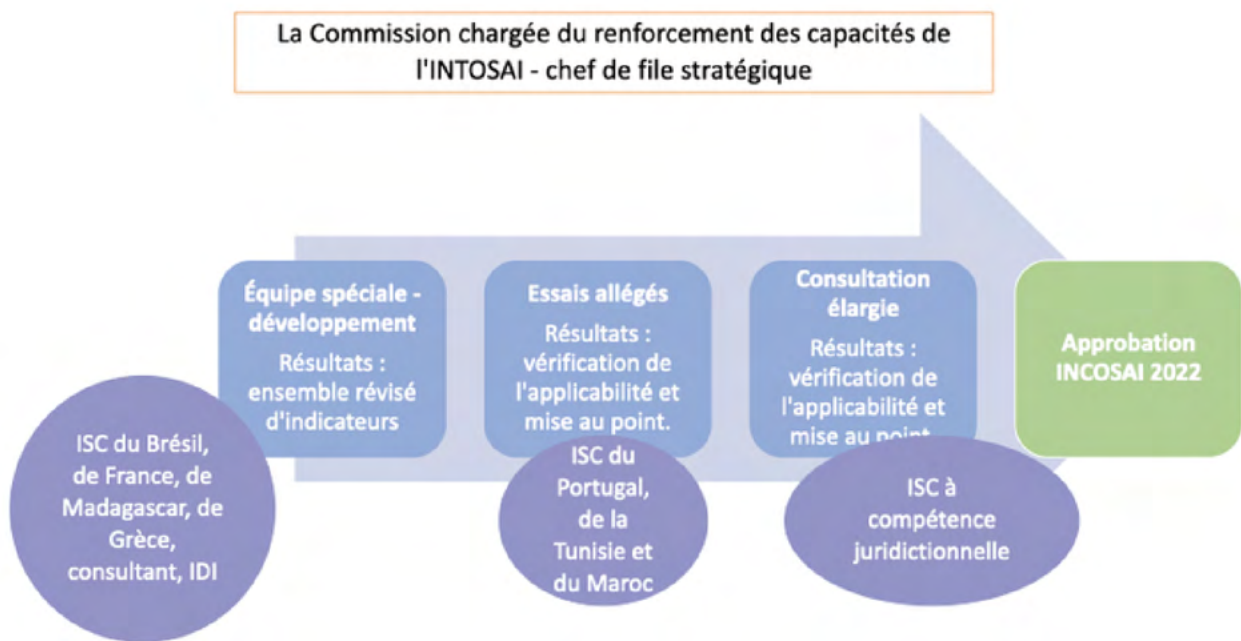 La Commission chargée du renforcement des capacités de
l'INTOSAI - chef de file stratégique
Équipe spéciale -
développement
Résultats :
ensemble révisé
d'indicateurs
ISC du Brésil,
de France, de
Madagascar, de
Grèce,
consultant, IDI
Essais allégés
Résultats :
vérification de
l'applicabilité et
mise au point.
ISC du
Portugal,
de la
Tunisie et
du Maroc
Consultation
élargie
Résultats :
vérification de
l'applicabilité et
mise au point.
ISC à
compétence
juridictionnelle
Approbation
INCOSAI 2022